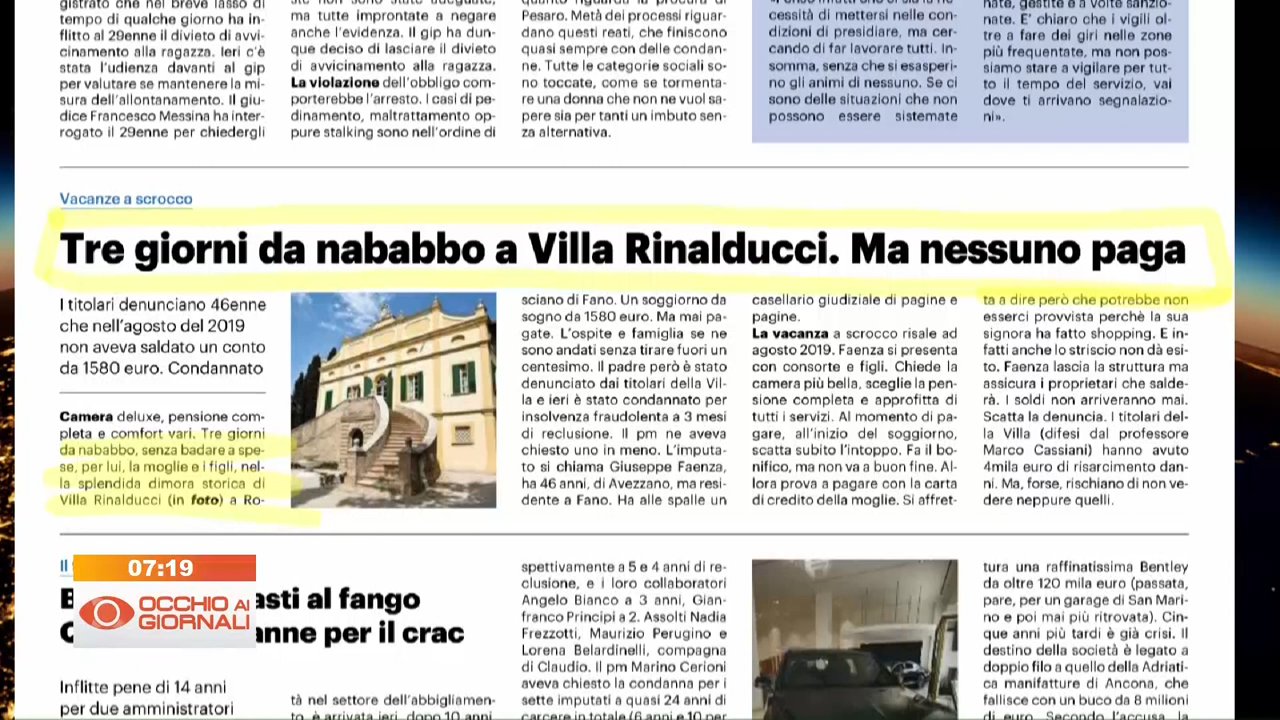 gistrato che nel breve lasso di
tempo di qualche giorno ha in-
flitto al 29enne il divieto di avvi-
cinamento alla ragazza. Ieri c'è
stata l'udienza davanti al gip
per valutare se mantenere la mi-
sura dell'allontanamento. Il giu-
dice Francesco Messina ha inter-
rogato il 29enne per chiedergli
ma tutte improntate a negare
anche l'evidenza. Il gip ha dun-
que deciso di lasciare il divieto
di avvicinamento alla ragazza.
La violazione dell'obbligo com-
porterebbe l'arresto. I casi di pe-
dinamento, maltrattamento op-
pure stalking sono nell'ordine di
quanto riguarda la procura di
Pesaro. Metà dei processi riguar-
dano questi reati, che finiscono
quasi sempre con delle condan-
ne. Tutte le categorie sociali so-
no toccate, come se tormenta-
re una donna che non ne vuol sa-
pere sia per tanti un imbuto sen-
za alternativa.
cessità di mettersi nelle con-
dizioni di presidiare, ma cer-
cando di far lavorare tutti. In-
somma, senza che si esasperi-
no gli animi di nessuno. Se ci
sono delle situazioni che non
possono essere sistemate
nate, gestite e a volte sanzio-
nate. E' chiaro che i vigili ol-
tre a fare dei giri nelle zone
più frequentate, ma non pos-
siamo stare a vigilare per tut-
to il tempo del servizio, vai
dove ti arrivano segnalazio-
ni».
Vacanze a scrocco
Tre giorni da nababbo a Villa Rinalducci. Ma nessuno paga
I titolari denunciano 46enne
che nell'agosto del 2019
non aveva saldato un conto
da 1580 euro. Condannato
Camera deluxe, pensione com-
pleta e comfort vari. Tre giorni
da nababbo, senza badare a spe-
se, per lui, la moglie e i figli, nel-
la splendida dimora storica di
Villa Rinalducci (in foto) a Ro-
sciano di Fano. Un soggiorno da
sogno da 1580 euro. Ma mai pa-
gate. L'ospite e famiglia se ne
sono andati senza tirare fuori un
centesimo. Il padre però è stato
denunciato dai titolari della Vil-
la e ieri è stato condannato per
insolvenza fraudolenta a 3 mesi
di reclusione. Il pm ne aveva
chiesto uno in meno. L'imputa-
to si chiama Giuseppe Faenza,
ha 46 anni, di Avezzano, ma resi-
dente a Fano. Ha alle spalle un
casellario giudiziale di pagine e
pagine.
La vacanza a scrocco risale ad
agosto 2019. Faenza si presenta
con consorte e figli. Chiede la
camera più bella, sceglie la pen-
sione completa e approfitta di
tutti i servizi. Al momento di pa-
gare, all'inizio del soggiorno,
scatta subito l'intoppo. Fa il bo-
nifico, ma non va a buon fine. Al-
lora prova a pagare con la carta
di credito della moglie. Si affret-
ta a dire però che potrebbe non
esserci provvista perchè la sua
signora ha fatto shopping. E in-
fatti anche lo striscio non dà esi-
to. Faenza lascia la struttura ma
assicura i proprietari che salde-
rà. I soldi non arriveranno mai.
Scatta la denuncia. I titolari del-
la Villa (difesi dal professore
Marco Cassiani) hanno avuto
4mila euro di risarcimento dan-
ni. Ma, forse, rischiano di non ve-
dere neppure quelli.
Il
07:19
OCCHIO AI
GIORNALI
asti al fango
anne per il crac
Inflitte pene di 14 anni
per due amministratori
tà nel settore dell'abbigliamen-
to, è arrivata ieri, dopo 10 anni
spettivamente a 5 e 4 anni di re-
clusione, e i loro collaboratori
Angelo Bianco a 3 anni, Gian-
franco Principi a 2. Assolti Nadia
Frezzotti, Maurizio Perugino e
Lorena Belardinelli, compagna
di Claudio. Il pm Marino Cerioni
aveva chiesto la condanna per i
sette imputati a quasi 24 anni di
carcere in totale (6 anni e 10 per
tura una raffinatissima Bentley
da oltre 120 mila euro (passata,
pare, per un garage di San Mari-
no e poi mai più ritrovata). Cin-
que anni più tardi è già crisi. Il
destino della società è legato a
doppio filo a quello della Adriati-
ca manifatture di Ancona, che
fallisce con un buco da 8 milioni
di euro. Secondo l'accusa, la